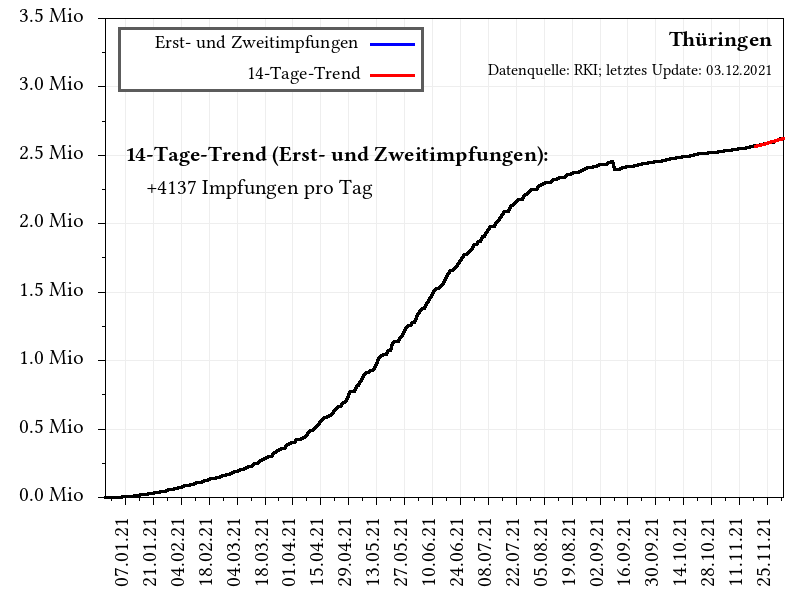 3.5 Mio
3.0 Mio
2.5 Mio
2.0 Mio
1.5 Mio
1.0 Mio
0.5 Mio
0.0 Mio
Erst- und Zweitimpfungen
14-Tage-Trend
Thüringen
Datenquelle: RKI; letztes Update: 03.12.2021
14-Tage-Trend (Erst- und Zweitimpfungen):
+4137 Impfungen pro Tag
07.01.21
21.01.21
04.02.21
18.02.21
04.03.21
18.03.21
01.04.21
15.04.21
29.04.21
13.05.21
27.05.21
10.06.21
24.06.21
08.07.21
22.07.21
05.08.21
19.08.21
02.09.21
16.09.21
30.09.21
14.10.21
28.10.21
11.11.21
25.11.21